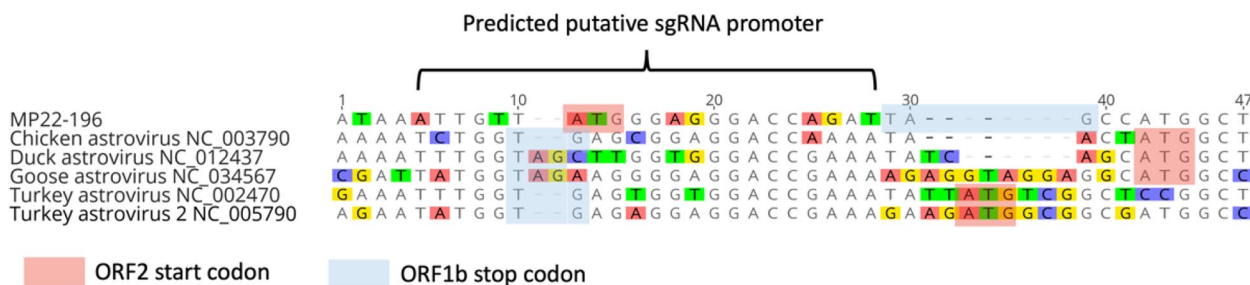 Predicted putative sgRNA promoter
1 10 20 30 40 47
MP22-196 A T A A A T T G T T - - A T G G G A G G G A C C A G A T T A - - - - - - - - G C C A T G G C T
Chicken astrovirus NC_003790 A A A A T C T G G T - - G A G C G G A G G A C C A A A A T A - - - - - - - - A C T A T G G C T
Duck astrovirus NC_012437 A A A A T T T G G T A G C T T G G T G G G A C C G A A A T A T C - - - - - - A G C A T G G C T
Goose astrovirus NC_034567 C G A T T A T G G T A G A A G G G G A G G A C C G A A A A G A G G T A G G A G G C A T G G C C
Turkey astrovirus NC_002470 G A A A T T T G G T - - G A G T G G T G G A C C G A A A T A T T A T G T C G G C T C C G G C T
Turkey astrovirus 2 NC_005790 A G A A T A T G G T - - G A G A G G A G G A C C G A A A G A A G A T G G C G G C G A T G G C C
ORF2 start codon
ORF1b stop codon